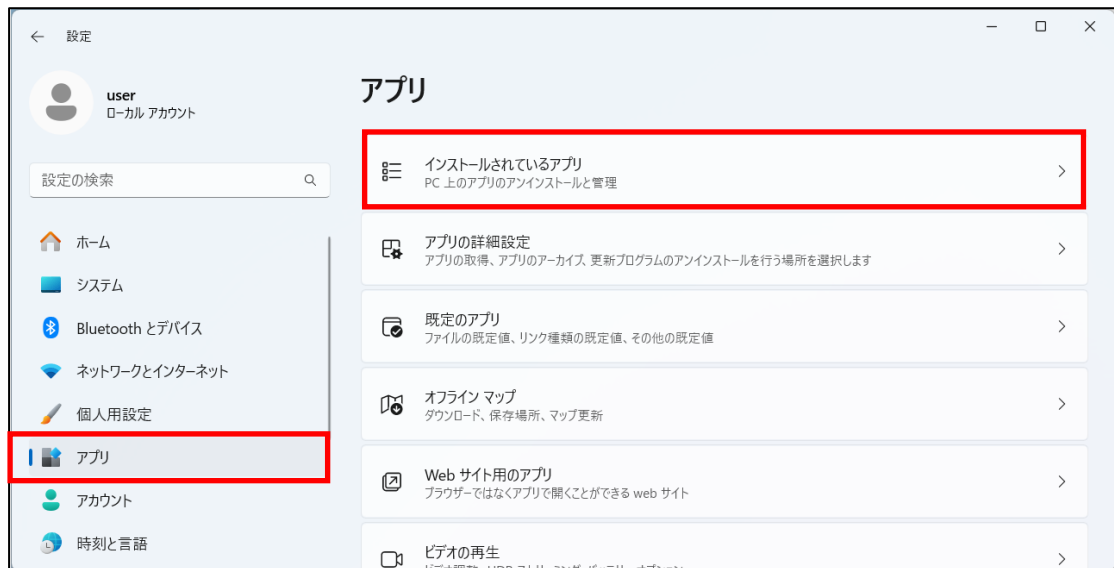 設定
user
ローカル アカウント
設定の検索
ホーム
システム
Bluetooth とデバイス
ネットワークとインターネット
個人用設定
アプリ
アカウント
時刻と言語
アプリ
インストールされているアプリ
PC 上のアプリのアンインストールと管理
アプリの詳細設定
アプリの取得、アプリのアーカイブ、更新プログラムのアンインストールを行う場所を選択します
既定のアプリ
ファイルの既定値、リンク種類の既定値、その他の既定値
オフライン マップ
ダウンロード、保存場所、マップ更新
Web サイト用のアプリ
ブラウザーではなくアプリで開くことができる web サイト
ビデオの再生